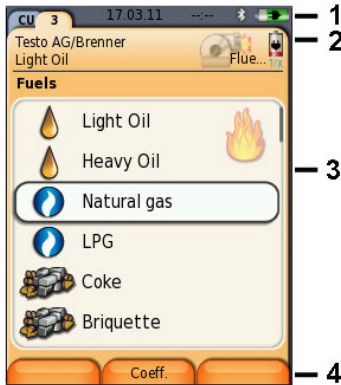 CU 3 17.03.11 --:-- 1
Testo AG/Brenner 2
Light Oil Flue... 1/x
Fuels
Light Oil
Heavy Oil
Natural gas 3
LPG
Coke
Briquette
Coeff. 4